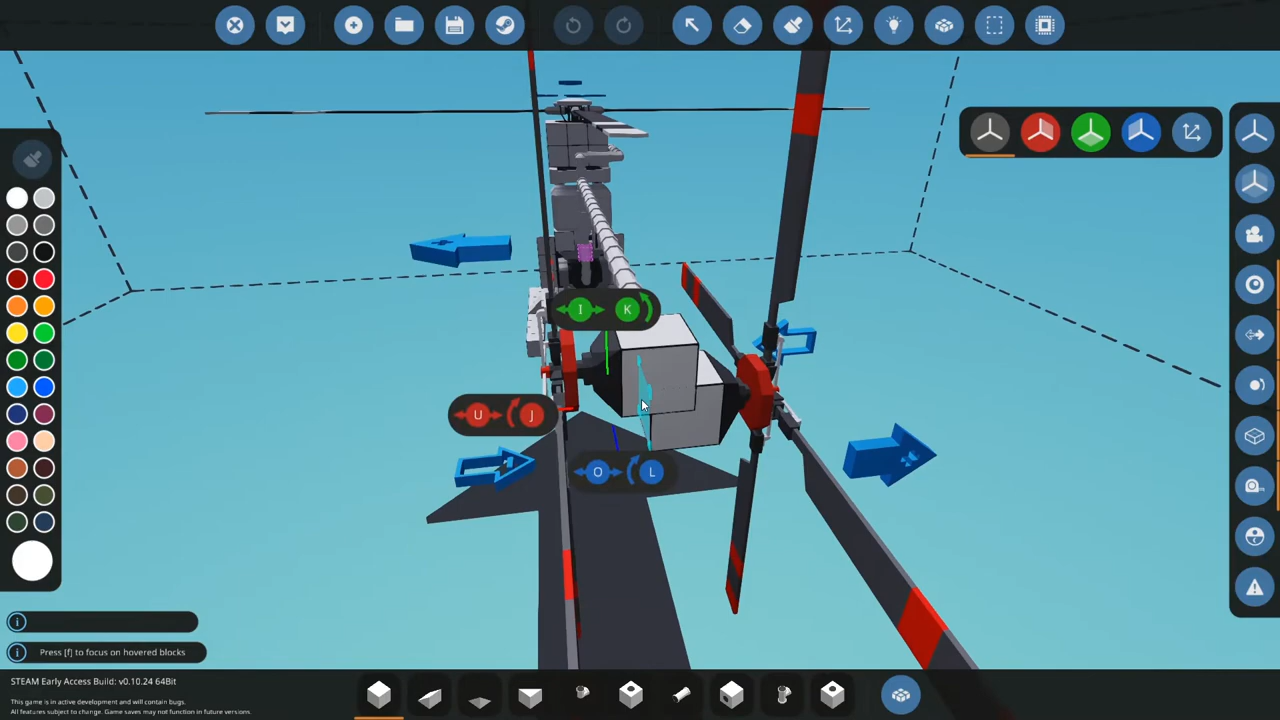 I K
U J
O L
Press [f] to focus on hovered blocks
STEAM Early Access Build: v0.10.24 64Bit
This game is in active development and will contain bugs.
All features subject to change. Game saves may not function in future versions.